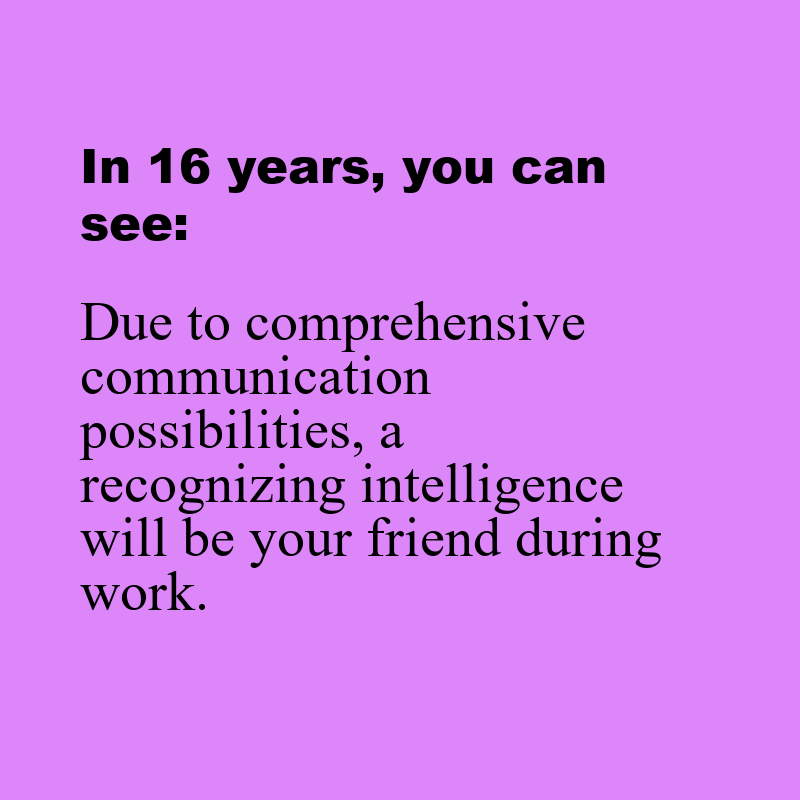 In 16 years, you can
see:
Due to comprehensive
communication
possibilities, a
recognizing intelligence
will be your friend during
work.